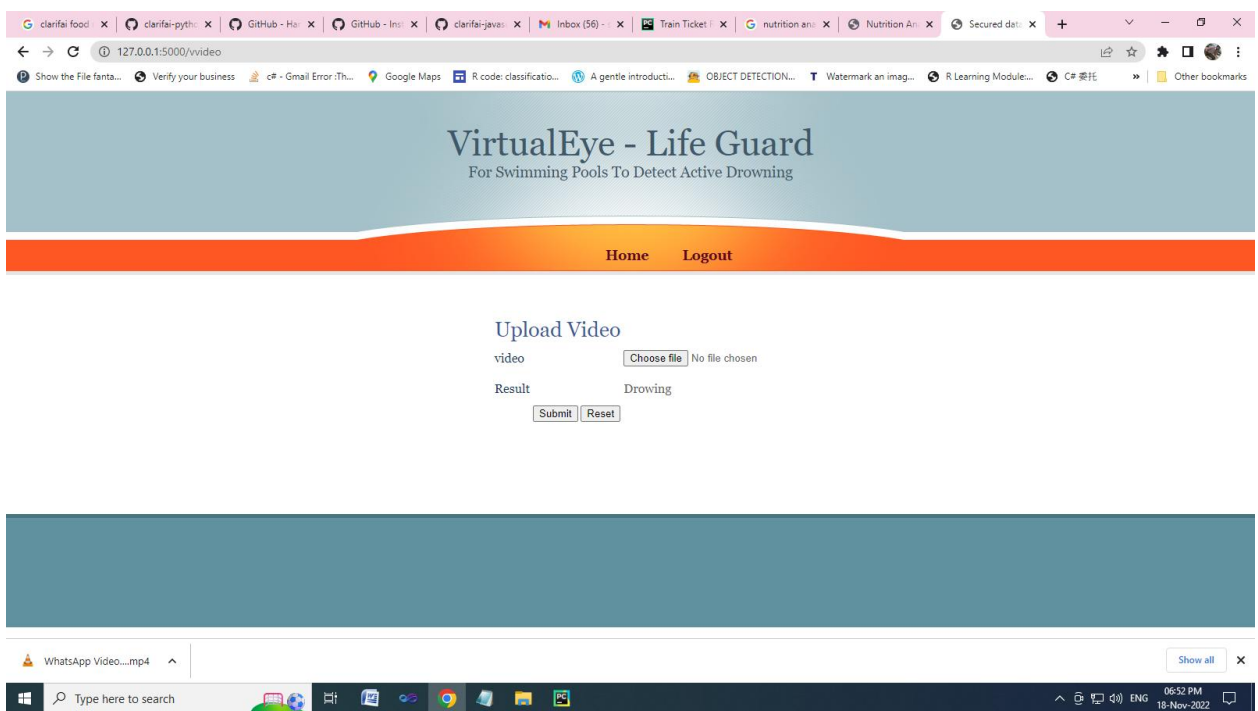 clarifai food
clarifai-pytho
GitHub - Har
GitHub - Inst
clarifai-javas
Inbox (56) -
Train Ticket
nutrition ana
Nutrition An
Secured data
127.0.0.1:5000/vvideo
Show the File fanta...
Verify your business
c# - Gmail Error :Th...
Google Maps
R code: classificatio...
A gentle introducti...
OBJECT DETECTION...
Watermark an imag...
R Learning Module:...
C# 委托
»
Other bookmarks
VirtualEye - Life Guard
For Swimming Pools To Detect Active Drowning
Home Logout
Upload Video
video Choose file No file chosen
Result Drowing
Submit Reset
WhatsApp Video....mp4
Show all
Type here to search
ENG
06:52 PM
18-Nov-2022